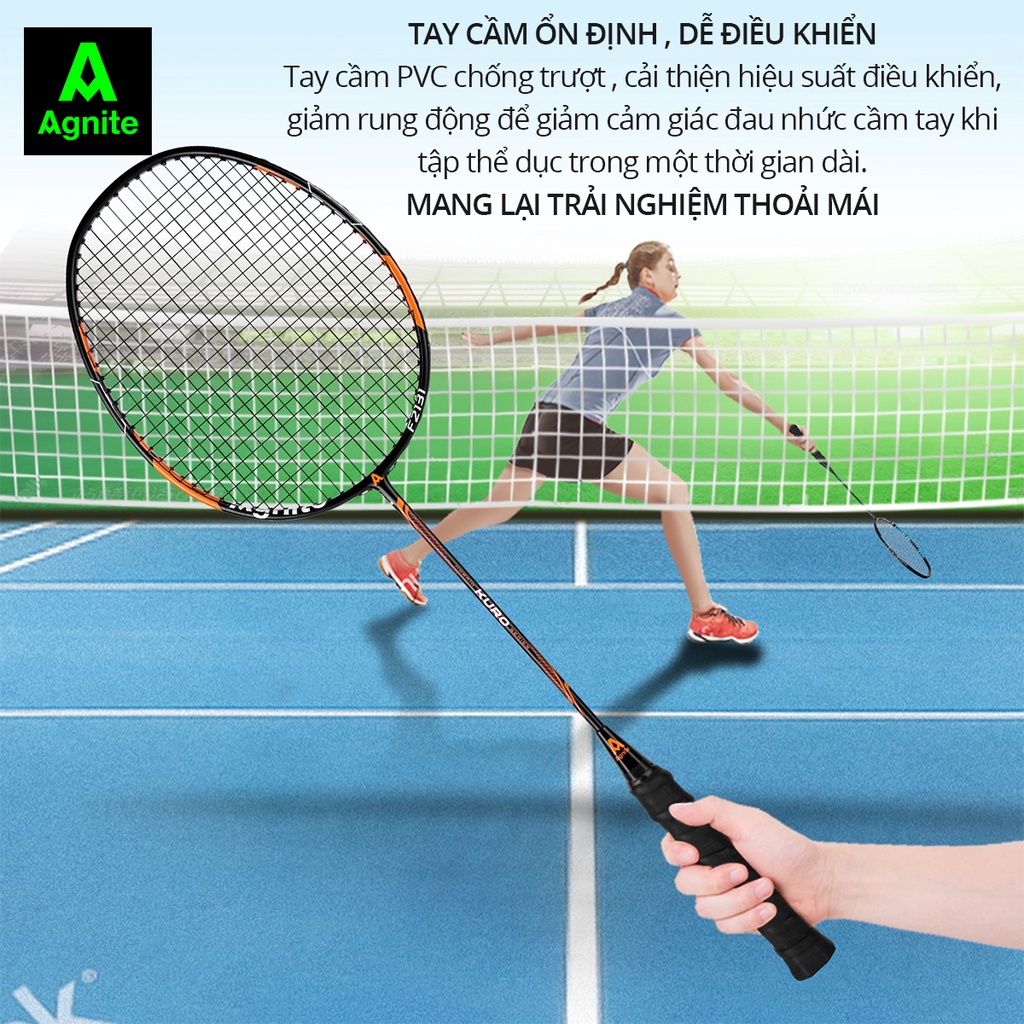 TAY CẦM ỔN ĐỊNH , DỄ ĐIỀU KHIỂN
Tay cầm PVC chống trượt , cải thiện hiệu suất điều khiển,
giảm rung động để giảm cảm giác đau nhức cầm tay khi
tập thể dục trong một thời gian dài.
MANG LẠI TRẢI NGHIỆM THOẢI MÁI
A
Agnite
F2131
A
KURO
A
Agnite
K®